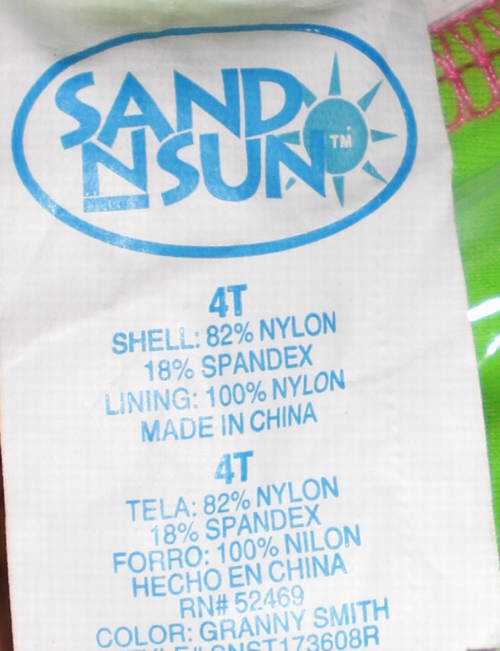 SAND
N SUN
TM
4T
SHELL: 82% NYLON
18% SPANDEX
LINING: 100% NYLON
MADE IN CHINA
4T
TELA: 82% NYLON
18% SPANDEX
FORRO: 100% NILON
HECHO EN CHINA
RN# 52469
COLOR: GRANNY SMITH